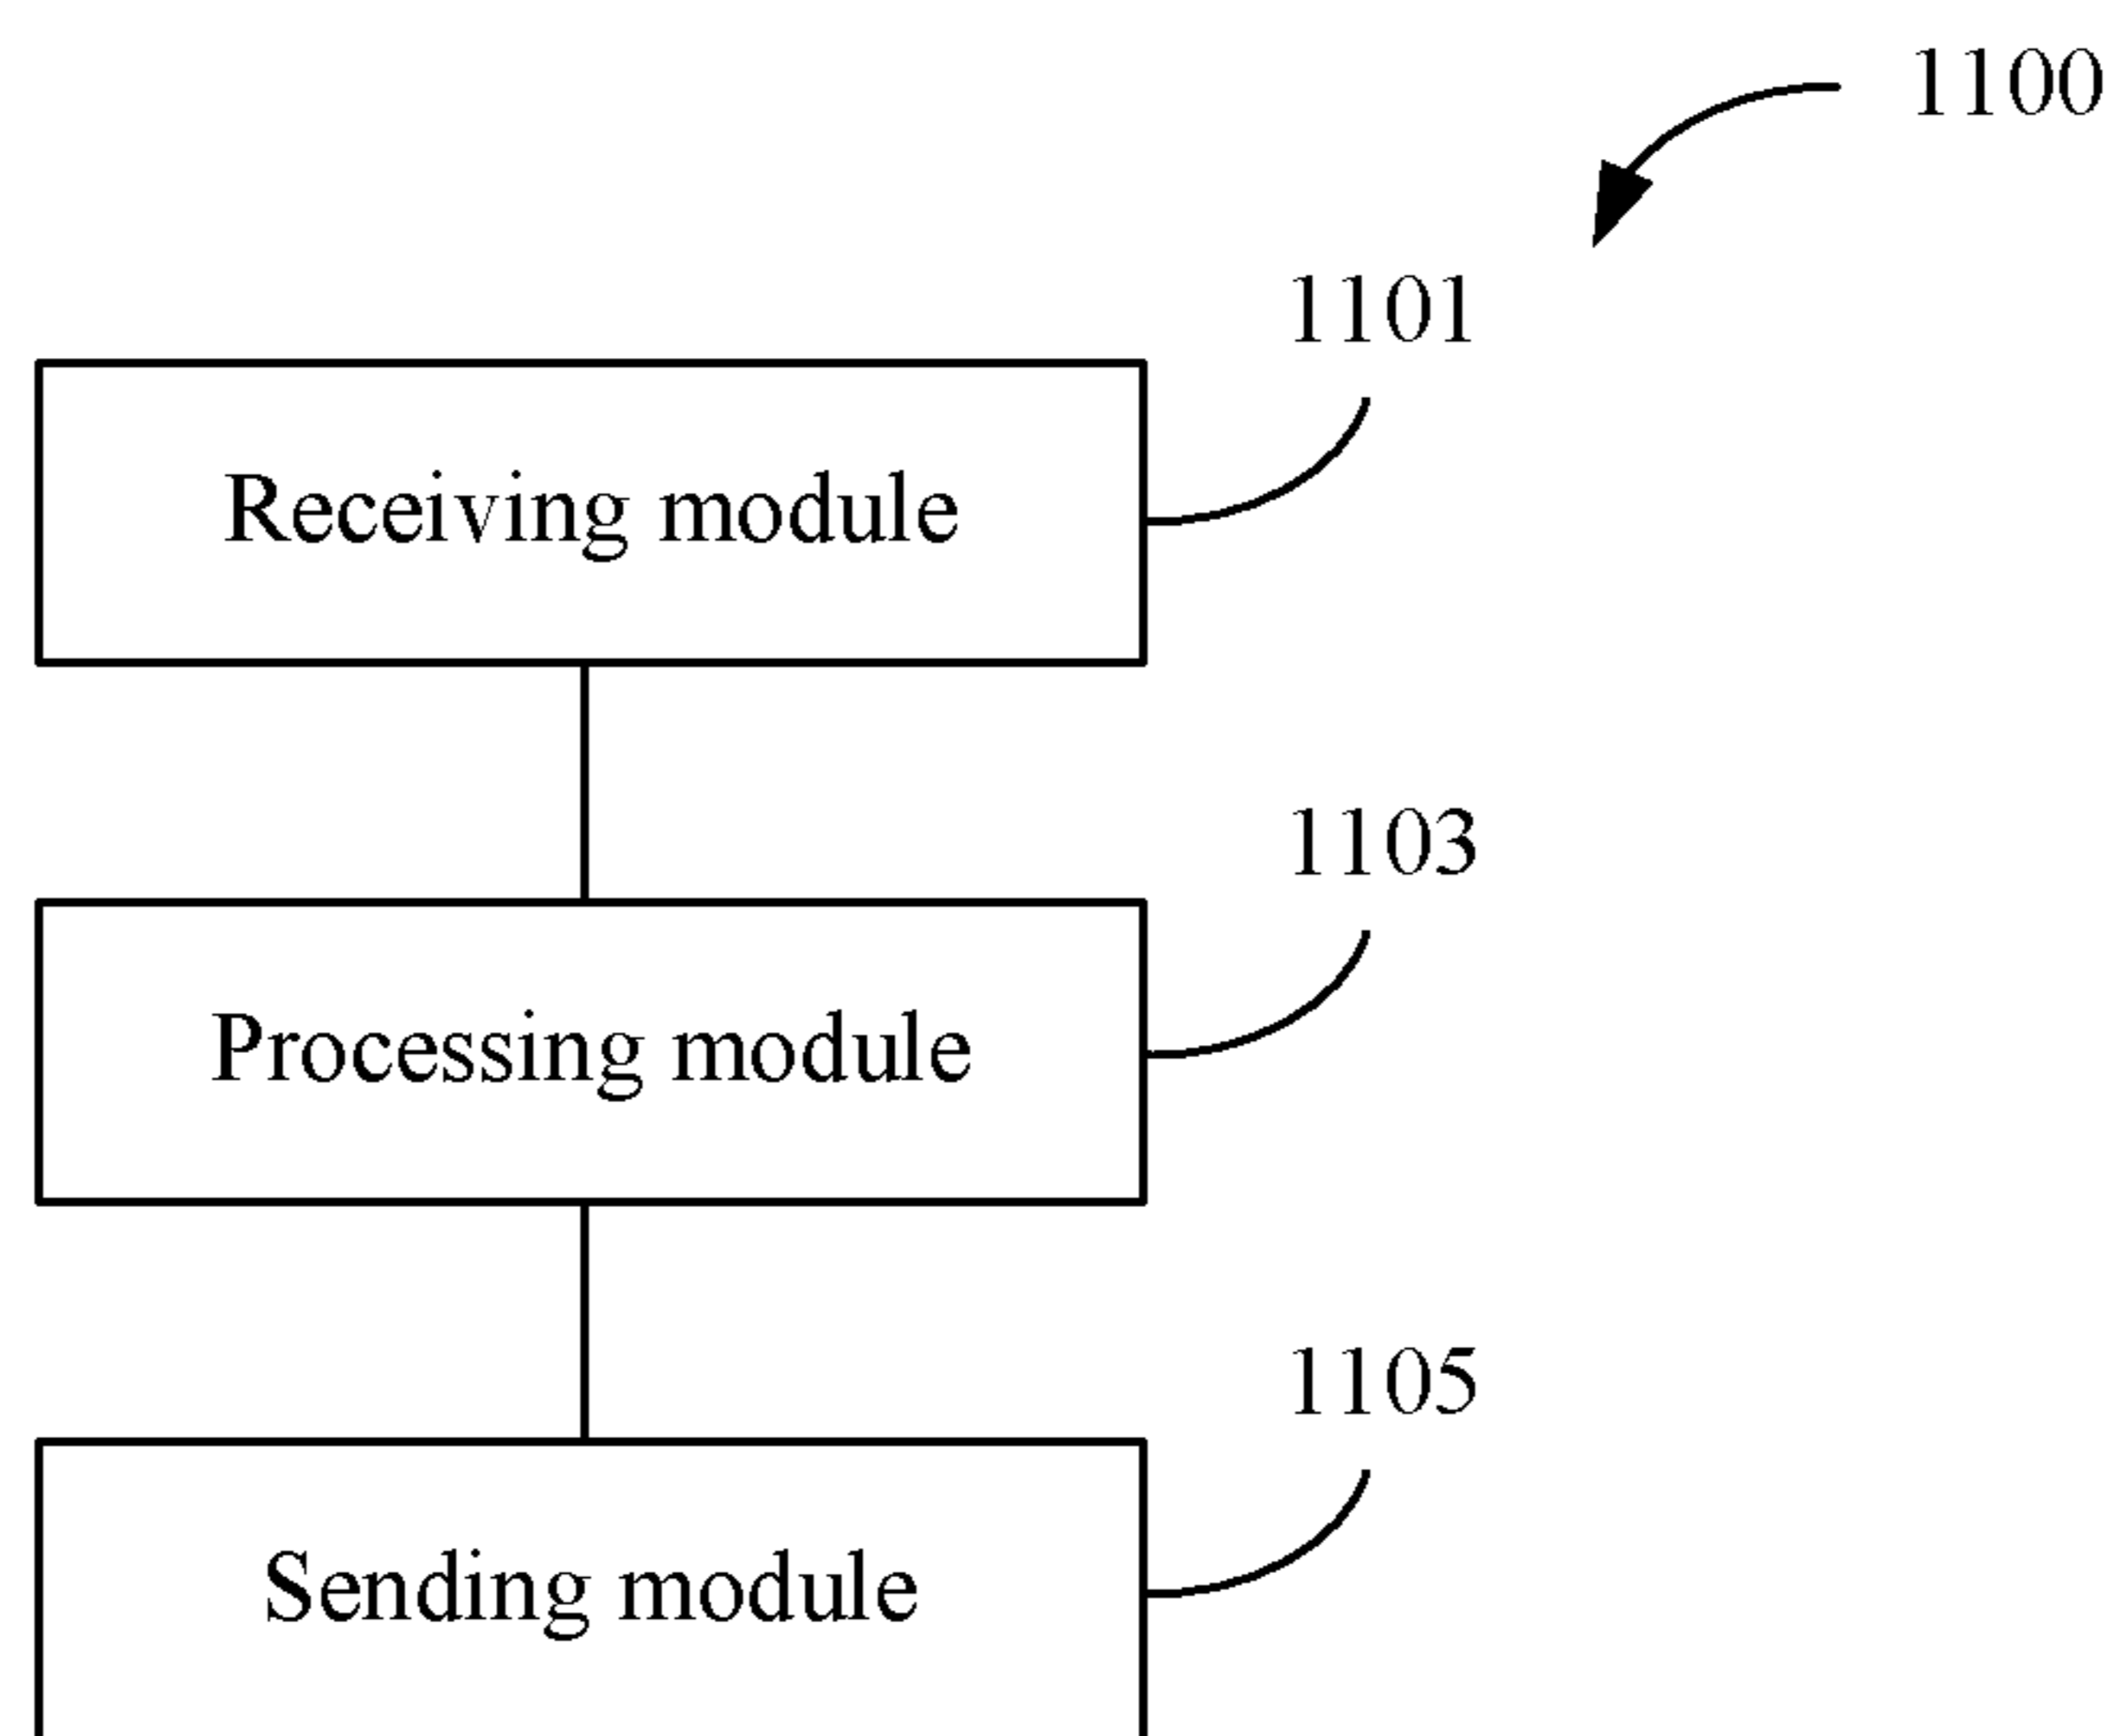 1100
1101
Receiving module
1103
Processing module
1105
Sending module